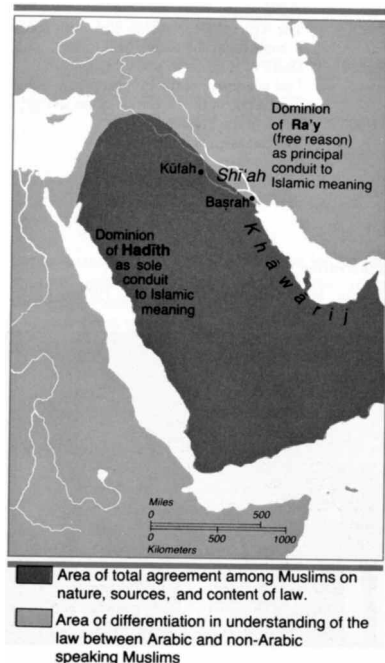 Dominion
of Ra'y
(free reason)
as principal
conduit to
Islamic meaning
Kūfah
Shī'ah
Baṣrah
Khāwārij
Dominion
of Hadīth
as sole
conduit
to Islamic
meaning
Miles
0 500
0 500 1000
Kilometers
Area of total agreement among Muslims on
nature, sources, and content of law.
Area of differentiation in understanding of the
law between Arabic and non-Arabic
speaking Muslims